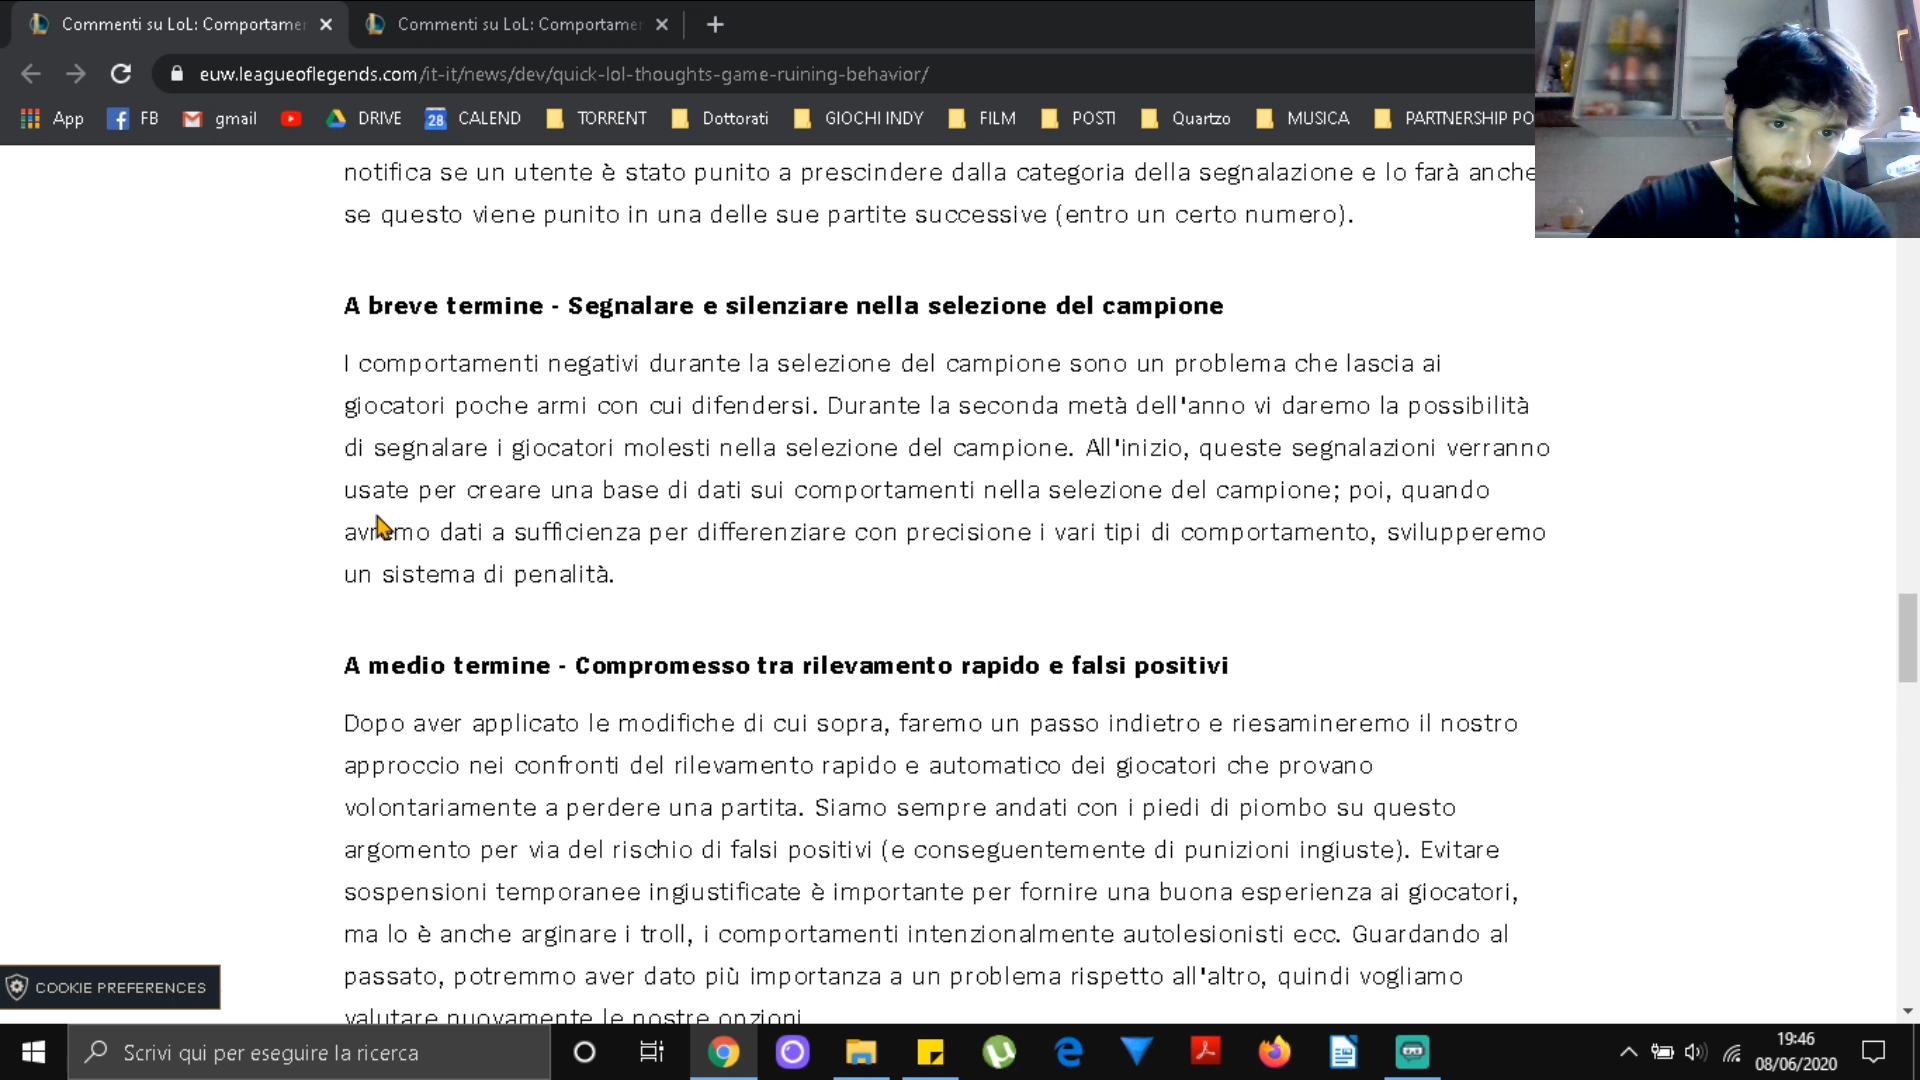 Commenti su LoL: Comportame
Commenti su LoL: Comportame
euw.leagueoflegends.com/it-it/news/dev/quick-lol-thoughts-game-ruining-behavior/
App FB gmail DRIVE 28 CALEND TORRENT Dottorati GIOCHI INDY FILM POSTI Quartzo MUSICA PARTNERSHIP PO
notifica se un utente è stato punito a prescindere dalla categoria della segnalazione e lo farà anche
se questo viene punito in una delle sue partite successive (entro un certo numero).
A breve termine - Segnalare e silenziare nella selezione del campione
I comportamenti negativi durante la selezione del campione sono un problema che lascia ai
giocatori poche armi con cui difendersi. Durante la seconda metà dell'anno vi daremo la possibilità
di segnalare i giocatori molesti nella selezione del campione. All'inizio, queste segnalazioni verranno
usate per creare una base di dati sui comportamenti nella selezione del campione; poi, quando
avremo dati a sufficienza per differenziare con precisione i vari tipi di comportamento, svilupperemo
un sistema di penalità.
A medio termine - Compromesso tra rilevamento rapido e falsi positivi
Dopo aver applicato le modifiche di cui sopra, faremo un passo indietro e riesamineremo il nostro
approccio nei confronti del rilevamento rapido e automatico dei giocatori che provano
volontariamente a perdere una partita. Siamo sempre andati con i piedi di piombo su questo
argomento per via del rischio di falsi positivi (e conseguentemente di punizioni ingiuste). Evitare
sospensioni temporanee ingiustificate è importante per fornire una buona esperienza ai giocatori,
ma lo è anche arginare i troll, i comportamenti intenzionalmente autolesionisti ecc. Guardando al
passato, potremmo aver dato più importanza a un problema rispetto all'altro, quindi vogliamo
valutare nuovamente le nostre opzioni
COOKIE PREFERENCES
Scrivi qui per eseguire la ricerca
19:46
08/06/2020